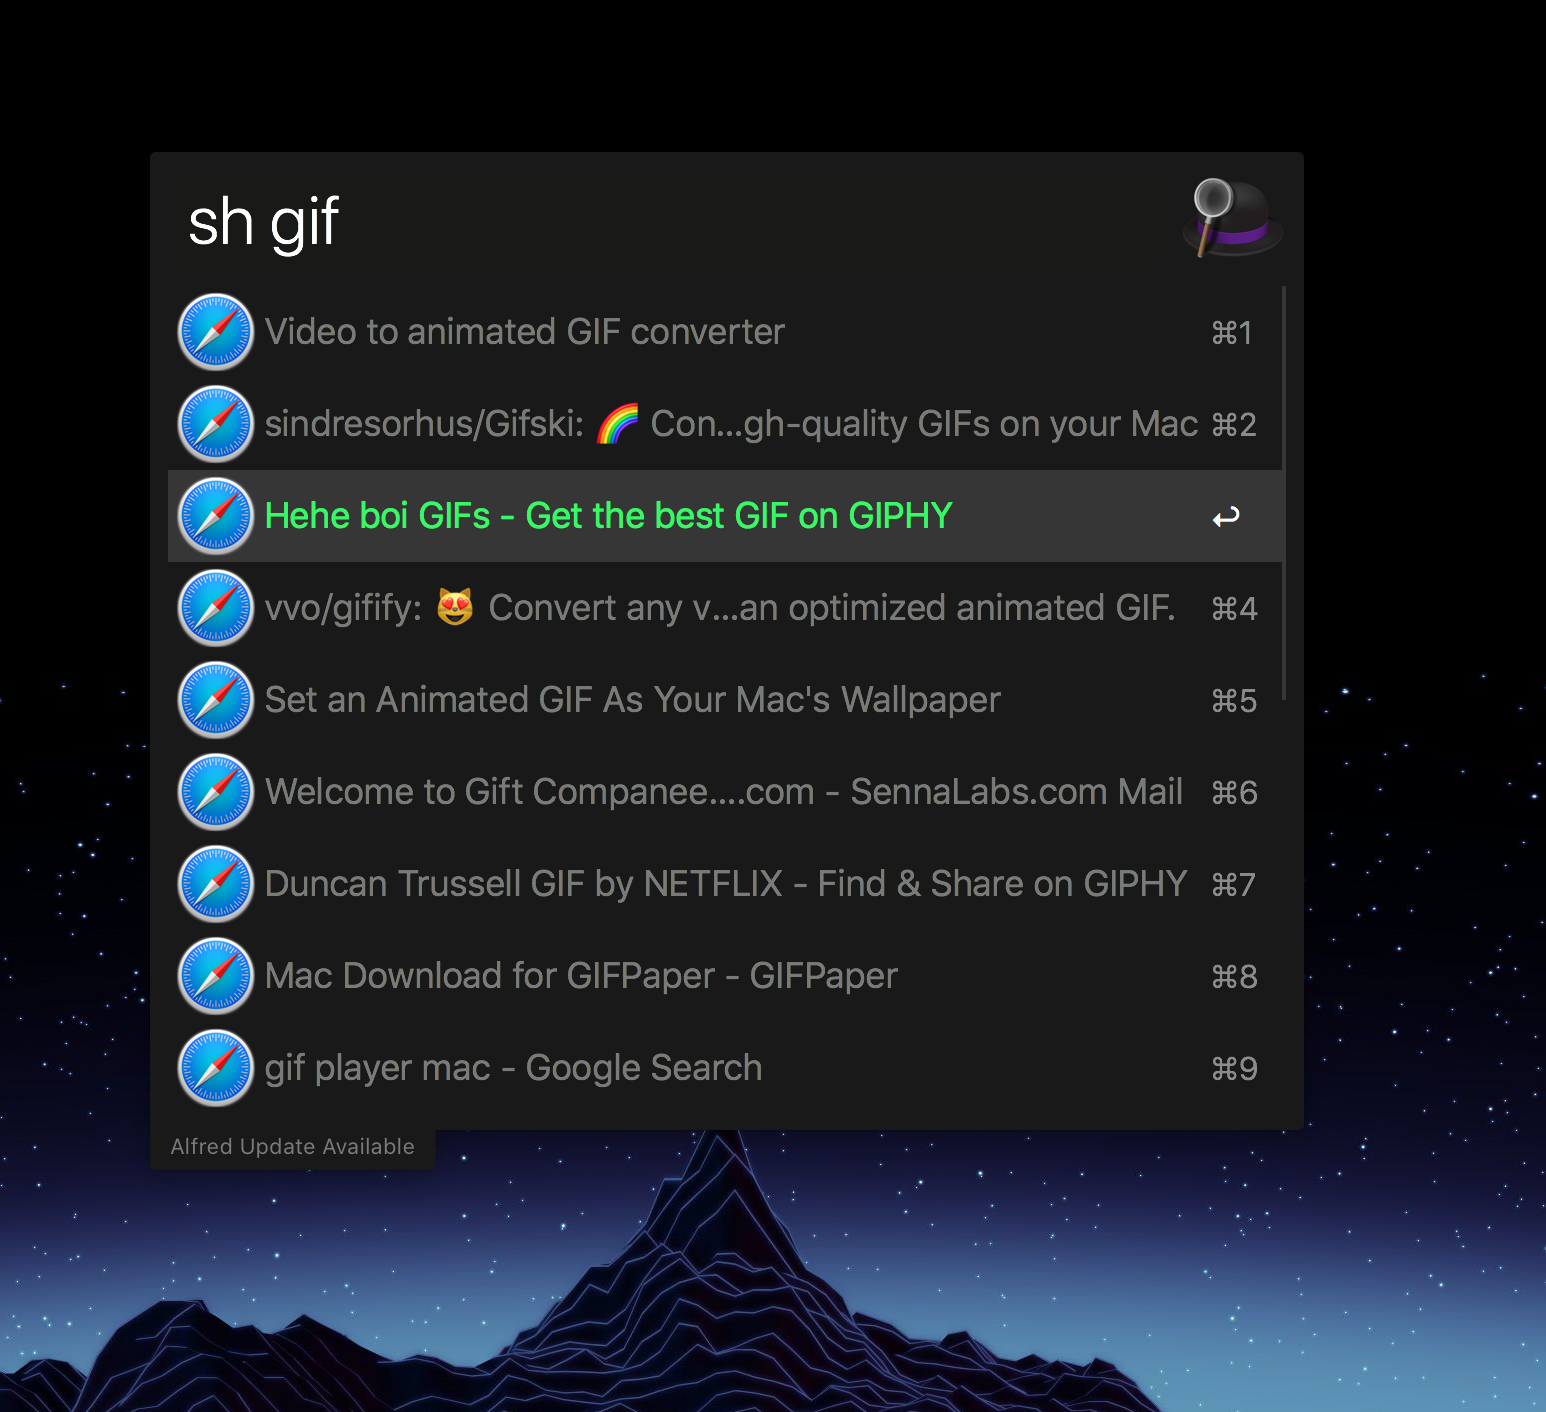 sh gif
Video to animated GIF converter ⌘1
sindresorhus/Gifski: 🌈 Con...gh-quality GIFs on your Mac ⌘2
Hehe boi GIFs - Get the best GIF on GIPHY ↩
vvo/gifify: 😻 Convert any v...an optimized animated GIF. ⌘4
Set an Animated GIF As Your Mac's Wallpaper ⌘5
Welcome to Gift Companee....com - SennaLabs.com Mail ⌘6
Duncan Trussell GIF by NETFLIX - Find & Share on GIPHY ⌘7
Mac Download for GIFPaper - GIFPaper ⌘8
gif player mac - Google Search ⌘9
Alfred Update Available